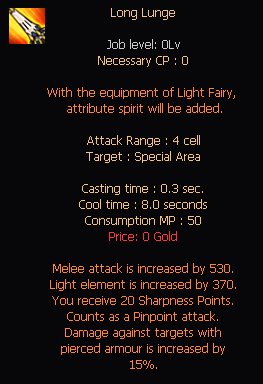 Long Lunge
Job level: 0Lv
Necessary CP : 0
With the equipment of Light Fairy,
attribute spirit will be added.
Attack Range : 4 cell
Target : Special Area
Casting time : 0.3 sec.
Cool time : 8.0 seconds
Consumption MP : 50
Price: 0 Gold
Melee attack is increased by 530.
Light element is increased by 370.
You receive 20 Sharpness Points.
Counts as a Pinpoint attack.
Damage against targets with
pierced armour is increased by
15%.